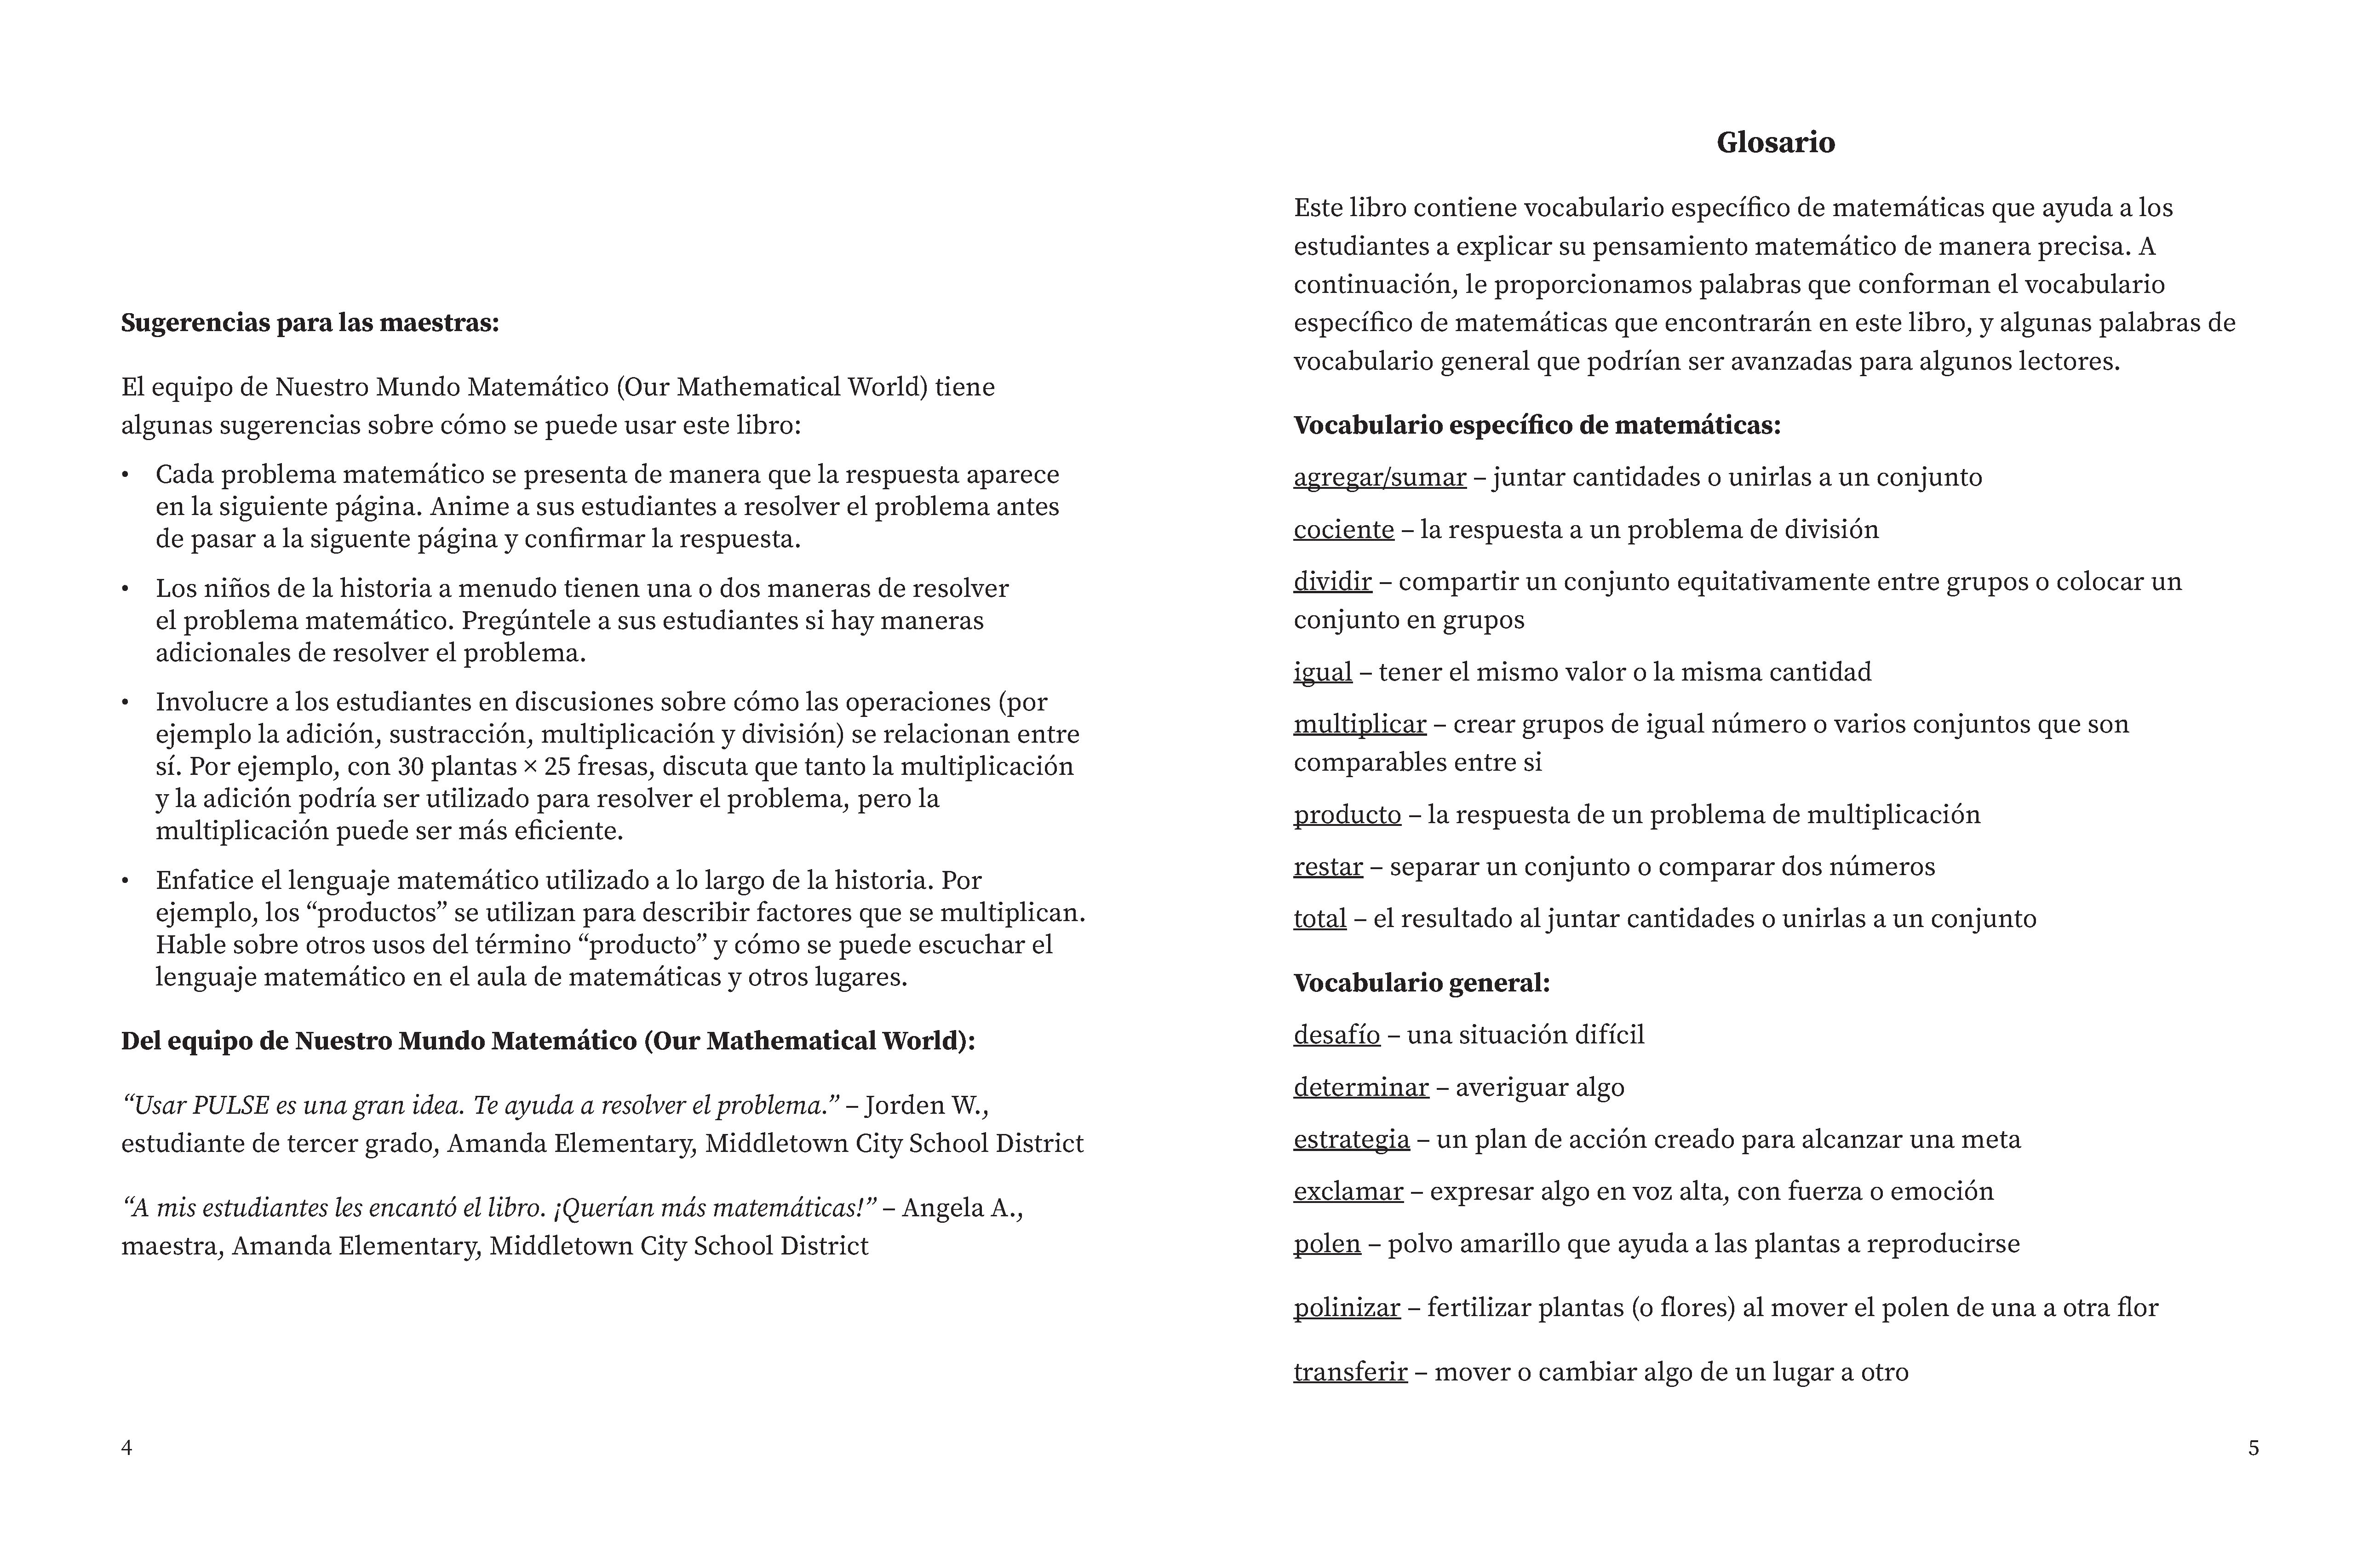 Sugerencias para las maestras:
El equipo de Nuestro Mundo Matemático (Our Mathematical World) tiene
algunas sugerencias sobre cómo se puede usar este libro:
• Cada problema matemático se presenta de manera que la respuesta aparece
en la siguiente página. Anime a sus estudiantes a resolver el problema antes
de pasar a la siguente página y confirmar la respuesta.
• Los niños de la historia a menudo tienen una o dos maneras de resolver
el problema matemático. Pregúntele a sus estudiantes si hay maneras
adicionales de resolver el problema.
• Involucre a los estudiantes en discusiones sobre cómo las operaciones (por
ejemplo la adición, sustracción, multiplicación y división) se relacionan entre
sí. Por ejemplo, con 30 plantas × 25 fresas, discuta que tanto la multiplicación
y la adición podría ser utilizado para resolver el problema, pero la
multiplicación puede ser más eficiente.
• Enfatice el lenguaje matemático utilizado a lo largo de la historia. Por
ejemplo, los “productos” se utilizan para describir factores que se multiplican.
Hable sobre otros usos del término “producto” y cómo se puede escuchar el
lenguaje matemático en el aula de matemáticas y otros lugares.
Del equipo de Nuestro Mundo Matemático (Our Mathematical World):
“Usar PULSE es una gran idea. Te ayuda a resolver el problema.” – Jorden W.,
estudiante de tercer grado, Amanda Elementary, Middletown City School District
“A mis estudiantes les encantó el libro. ¡Querían más matemáticas!” – Angela A.,
maestra, Amanda Elementary, Middletown City School District
4
Glosario
Este libro contiene vocabulario específico de matemáticas que ayuda a los
estudiantes a explicar su pensamiento matemático de manera precisa. A
continuación, le proporcionamos palabras que conforman el vocabulario
específico de matemáticas que encontrarán en este libro, y algunas palabras de
vocabulario general que podrían ser avanzadas para algunos lectores.
Vocabulario específico de matemáticas:
agregar/sumar – juntar cantidades o unirlas a un conjunto
cociente – la respuesta a un problema de división
dividir – compartir un conjunto equitativamente entre grupos o colocar un
conjunto en grupos
igual – tener el mismo valor o la misma cantidad
multiplicar – crear grupos de igual número o varios conjuntos que son
comparables entre si
producto – la respuesta de un problema de multiplicación
restar – separar un conjunto o comparar dos números
total – el resultado al juntar cantidades o unirlas a un conjunto
Vocabulario general:
desafío – una situación difícil
determinar – averiguar algo
estrategia – un plan de acción creado para alcanzar una meta
exclamar – expresar algo en voz alta, con fuerza o emoción
polen – polvo amarillo que ayuda a las plantas a reproducirse
polinizar – fertilizar plantas (o flores) al mover el polen de una a otra flor
transferir – mover o cambiar algo de un lugar a otro
5